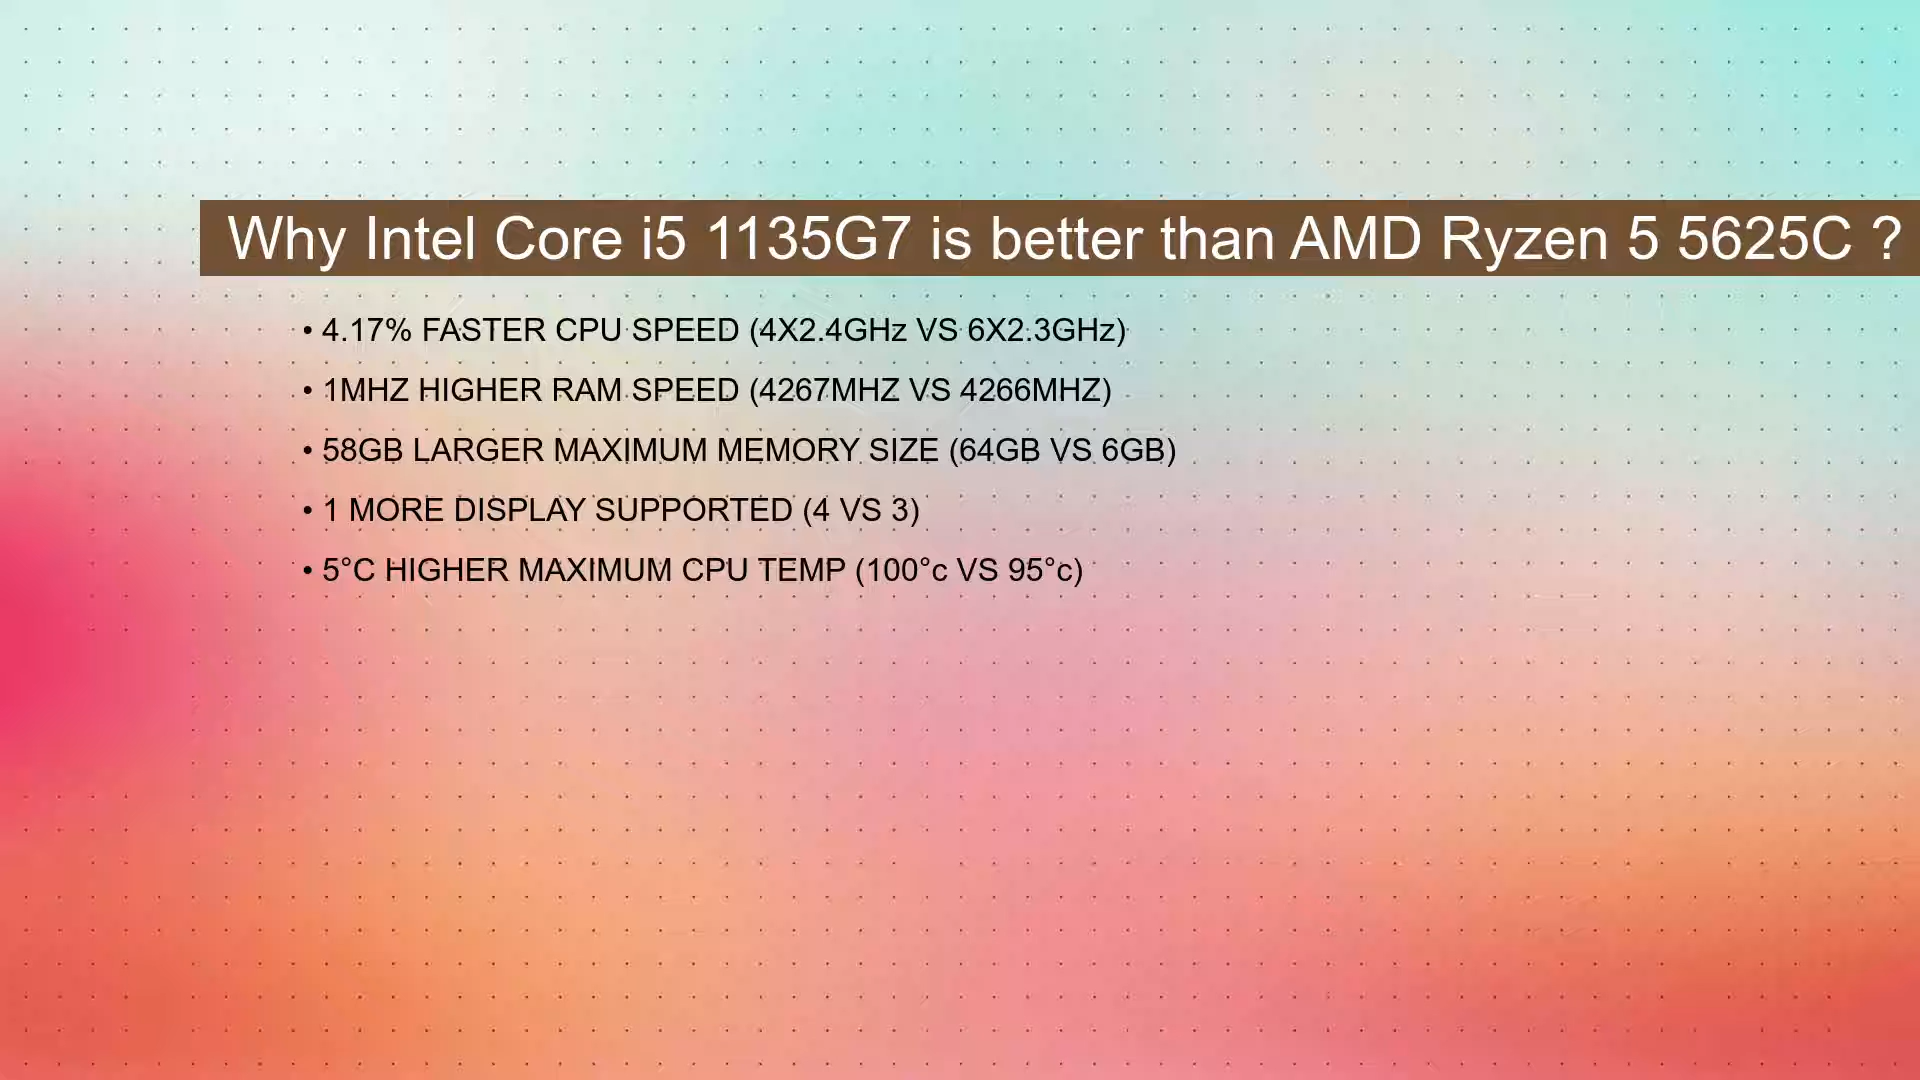 Why Intel Core i5 1135G7 is better than AMD Ryzen 5 5625C ?
• 4.17% FASTER CPU SPEED (4X2.4GHz VS 6X2.3GHz)
• 1MHZ HIGHER RAM SPEED (4267MHZ VS 4266MHZ)
• 58GB LARGER MAXIMUM MEMORY SIZE (64GB VS 6GB)
• 1 MORE DISPLAY SUPPORTED (4 VS 3)
• 5°C HIGHER MAXIMUM CPU TEMP (100°c VS 95°c)